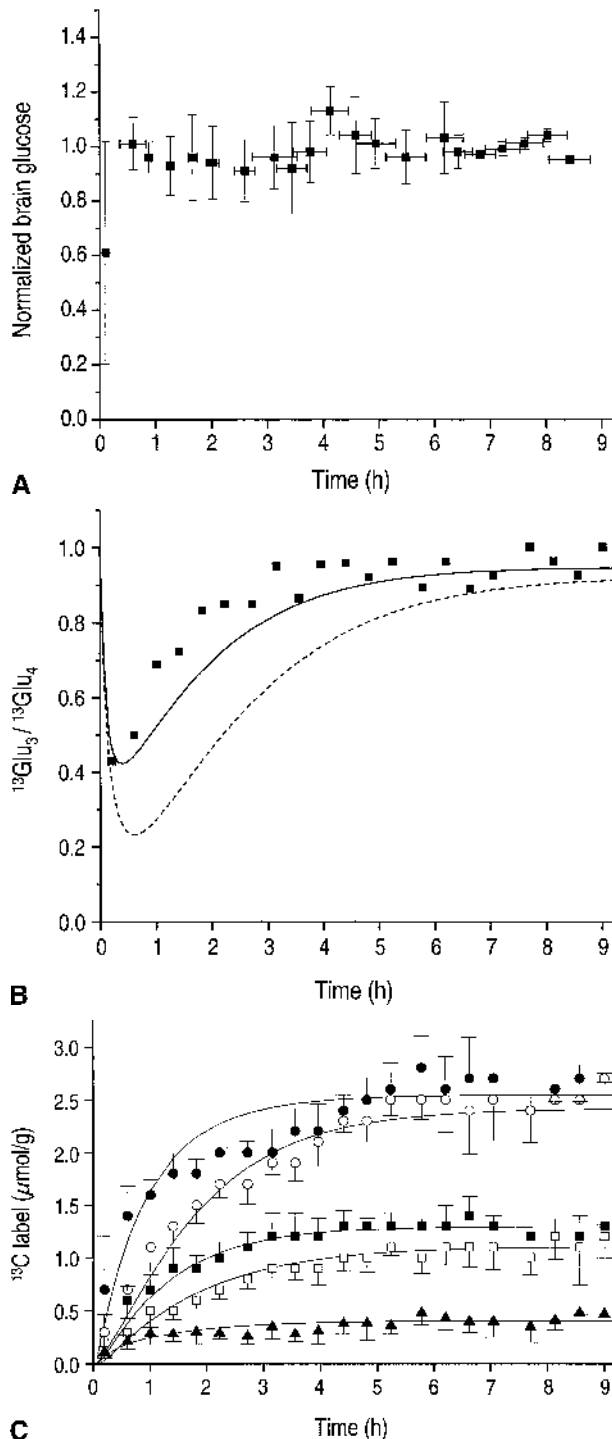 1.4
1.2
1.0
0.8
0.6
0.4
0.2
0.0
Normalized brain glucose
0 1 2 3 4 5 6 7 8 9
Time (h)
A
1.0
0.8
0.6
0.4
0.2
0.0
¹³Glu₃ / ¹³Glu₄
0 1 2 3 4 5 6 7 8 9
Time (h)
B
3.0
2.5
2.0
1.5
1.0
0.5
0.0
¹³C label (μmol/g)
0 1 2 3 4 5 6 7 8 9
Time (h)
C